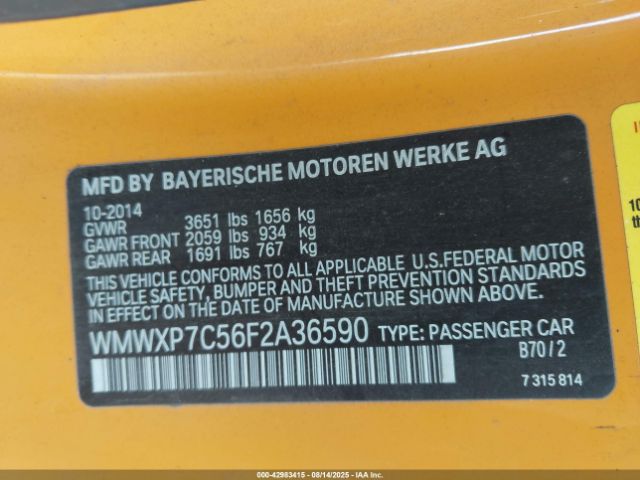 MFD BY BAYERISCHE MOTOREN WERKE AG
10-2014
GVWR 3651 lbs 1656 kg
GAWR FRONT 2059 lbs 934 kg
GAWR REAR 1691 lbs 767 kg
THIS VEHICLE CONFORMS TO ALL APPLICABLE U.S.FEDERAL MOTOR
VEHICLE SAFETY, BUMPER AND THEFT PREVENTION STANDARDS
IN EFFECT ON THE DATE OF MANUFACTURE SHOWN ABOVE.
WMWXP7C56F2A36590 TYPE: PASSENGER CAR
B70/2
7 315 814
10
th
000-42983415 - 08/14/2025 - IAA Inc.